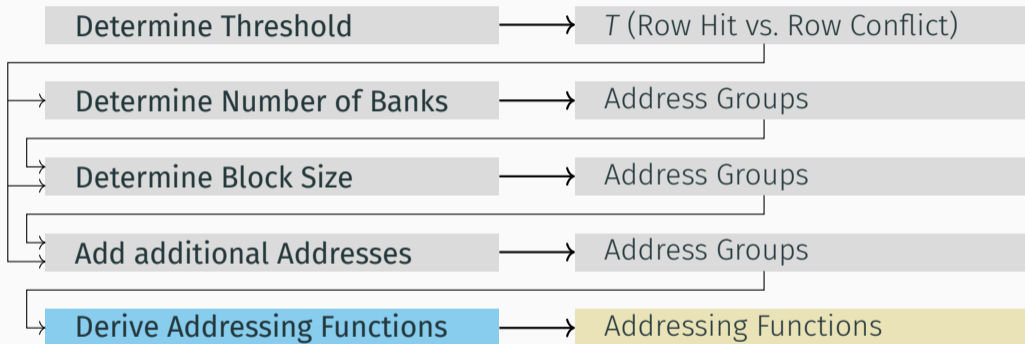 Determine Threshold
T (Row Hit vs. Row Conflict)
Determine Number of Banks
Address Groups
Determine Block Size
Address Groups
Add additional Addresses
Address Groups
Derive Addressing Functions
Addressing Functions